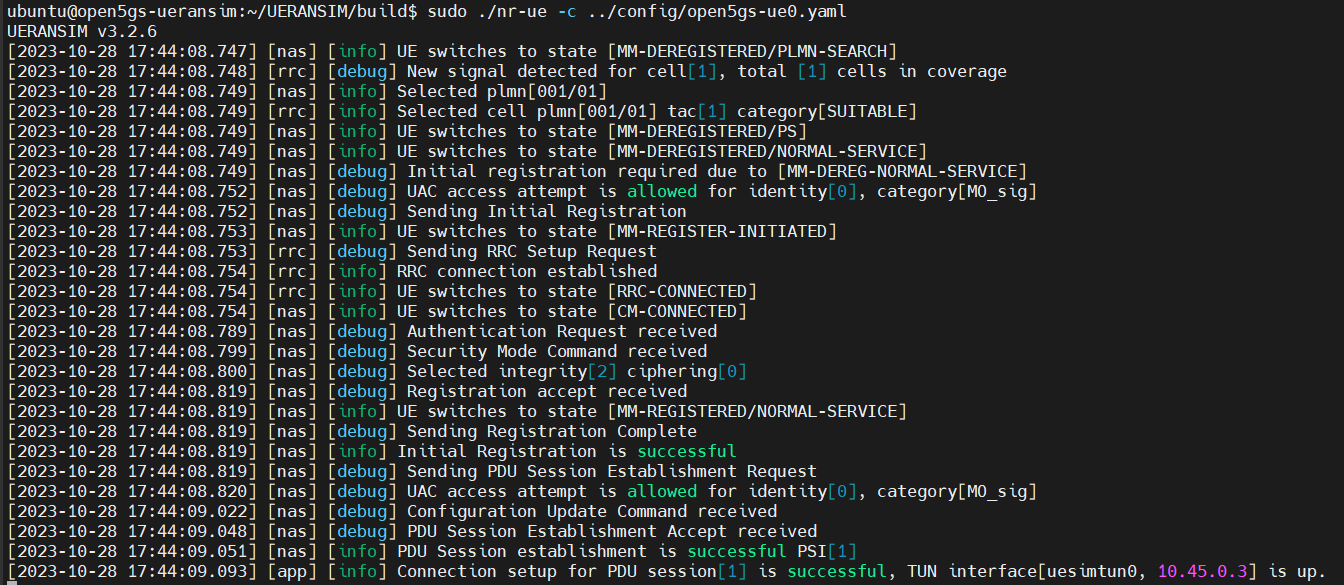 ubuntu@open5gs-ueransim:~/UERANSIM/build$ sudo ./nr-ue -c ../config/open5gs-ue0.yaml
UERANSIM v3.2.6
[2023-10-28 17:44:08.747] [nas] [info] UE switches to state [MM-DEREGISTERED/PLMN-SEARCH]
[2023-10-28 17:44:08.748] [rrc] [debug] New signal detected for cell[1], total [1] cells in coverage
[2023-10-28 17:44:08.749] [nas] [info] Selected plmn[001/01]
[2023-10-28 17:44:08.749] [rrc] [info] Selected cell plmn[001/01] tac[1] category[SUITABLE]
[2023-10-28 17:44:08.749] [nas] [info] UE switches to state [MM-DEREGISTERED/PS]
[2023-10-28 17:44:08.749] [nas] [info] UE switches to state [MM-DEREGISTERED/NORMAL-SERVICE]
[2023-10-28 17:44:08.749] [nas] [debug] Initial registration required due to [MM-DEREG-NORMAL-SERVICE]
[2023-10-28 17:44:08.752] [nas] [debug] UAC access attempt is allowed for identity[0], category[MO_sig]
[2023-10-28 17:44:08.752] [nas] [debug] Sending Initial Registration
[2023-10-28 17:44:08.753] [nas] [info] UE switches to state [MM-REGISTER-INITIATED]
[2023-10-28 17:44:08.753] [rrc] [debug] Sending RRC Setup Request
[2023-10-28 17:44:08.754] [rrc] [info] RRC connection established
[2023-10-28 17:44:08.754] [rrc] [info] UE switches to state [RRC-CONNECTED]
[2023-10-28 17:44:08.754] [nas] [info] UE switches to state [CM-CONNECTED]
[2023-10-28 17:44:08.789] [nas] [debug] Authentication Request received
[2023-10-28 17:44:08.799] [nas] [debug] Security Mode Command received
[2023-10-28 17:44:08.800] [nas] [debug] Selected integrity[2] ciphering[0]
[2023-10-28 17:44:08.819] [nas] [debug] Registration accept received
[2023-10-28 17:44:08.819] [nas] [info] UE switches to state [MM-REGISTERED/NORMAL-SERVICE]
[2023-10-28 17:44:08.819] [nas] [debug] Sending Registration Complete
[2023-10-28 17:44:08.819] [nas] [info] Initial Registration is successful
[2023-10-28 17:44:08.819] [nas] [debug] Sending PDU Session Establishment Request
[2023-10-28 17:44:08.820] [nas] [debug] UAC access attempt is allowed for identity[0], category[MO_sig]
[2023-10-28 17:44:09.022] [nas] [debug] Configuration Update Command received
[2023-10-28 17:44:09.048] [nas] [debug] PDU Session Establishment Accept received
[2023-10-28 17:44:09.051] [nas] [info] PDU Session establishment is successful PSI[1]
[2023-10-28 17:44:09.093] [app] [info] Connection setup for PDU session[1] is successful, TUN interface[uesimtun0, 10.45.0.3] is up.